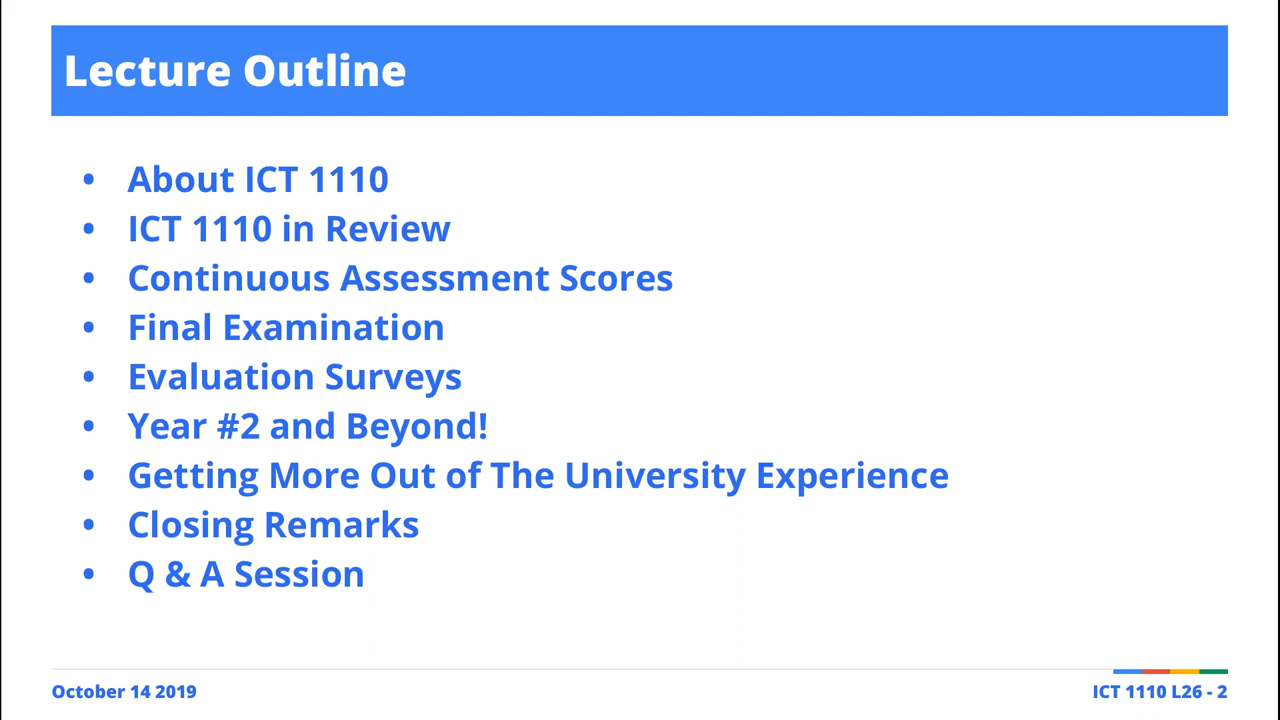 Lecture Outline
• About ICT 1110
• ICT 1110 in Review
• Continuous Assessment Scores
• Final Examination
• Evaluation Surveys
• Year #2 and Beyond!
• Getting More Out of The University Experience
• Closing Remarks
• Q & A Session
October 14 2019
ICT 1110 L26 - 2